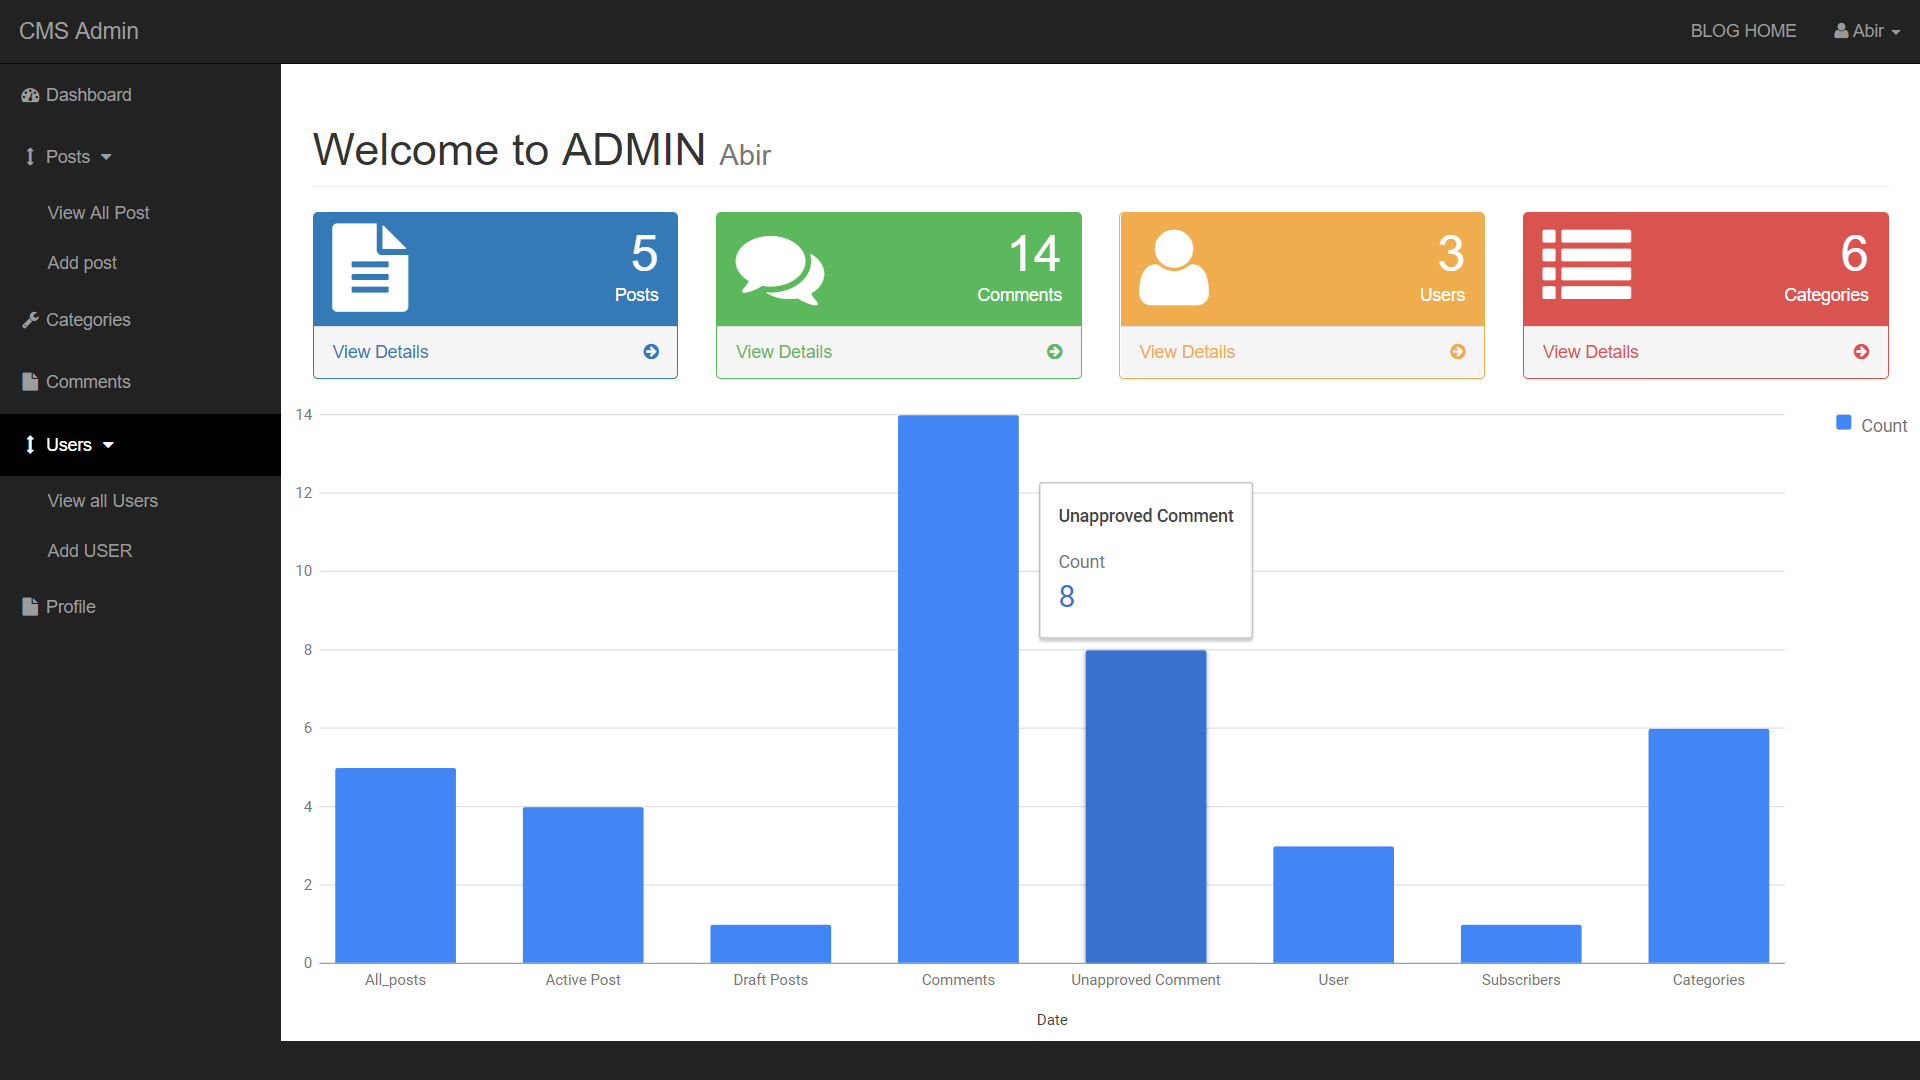 CMS Admin
BLOG HOME
Abir
Dashboard
Posts
View All Post
Add post
Categories
Comments
Users
View all Users
Add USER
Profile
Welcome to ADMIN Abir
5
Posts
View Details
14
Comments
View Details
3
Users
View Details
6
Categories
View Details
14
12
10
8
6
4
2
0
Count
Unapproved Comment
Count
8
All_posts
Active Post
Draft Posts
Comments
Unapproved Comment
User
Subscribers
Categories
Date